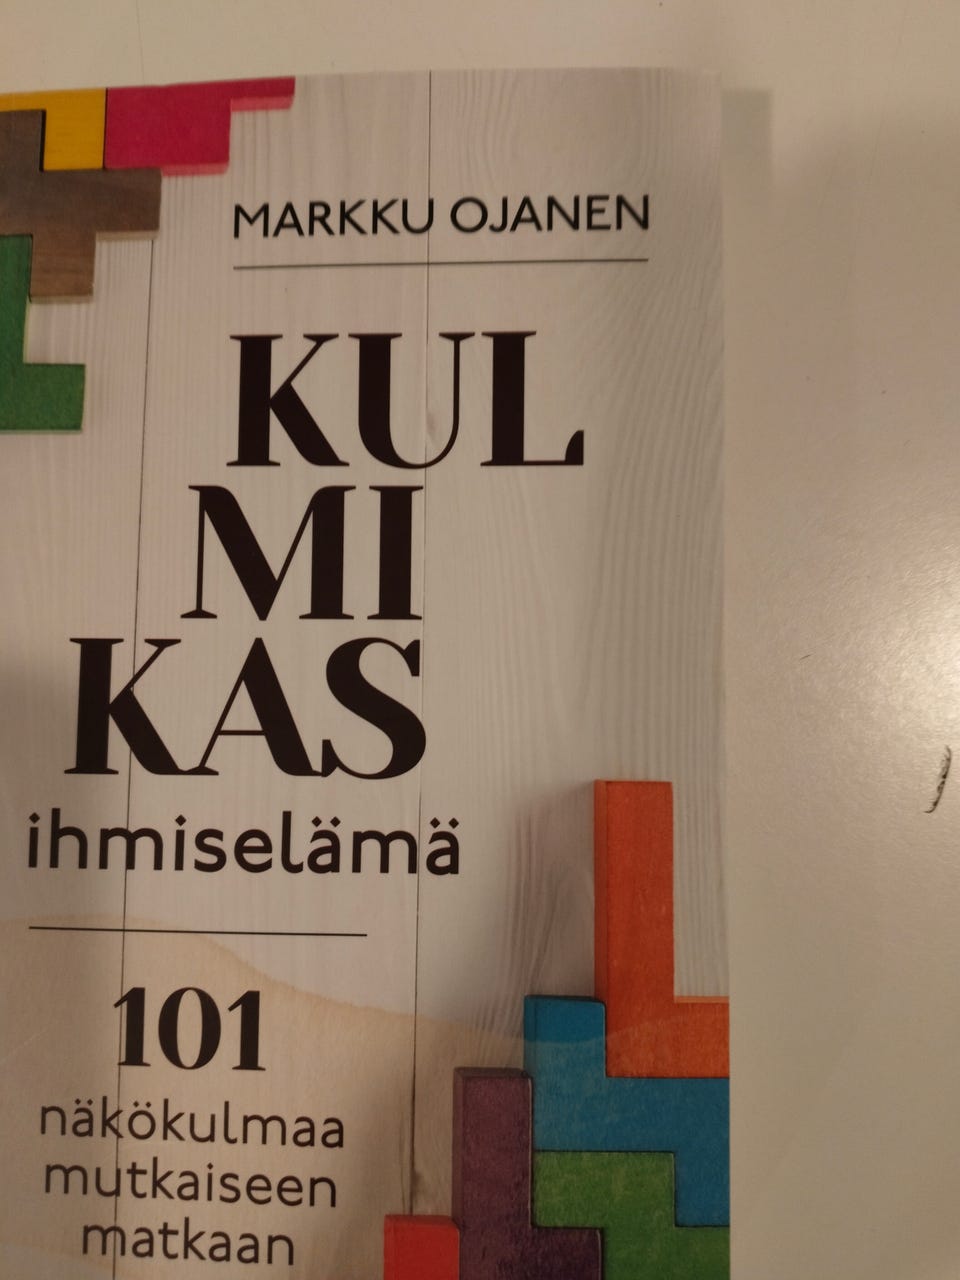 MARKKU OJANEN
KUL
MI
KAS
ihmiselämä
101
näkökulmaa
mutkaiseen
matkaan